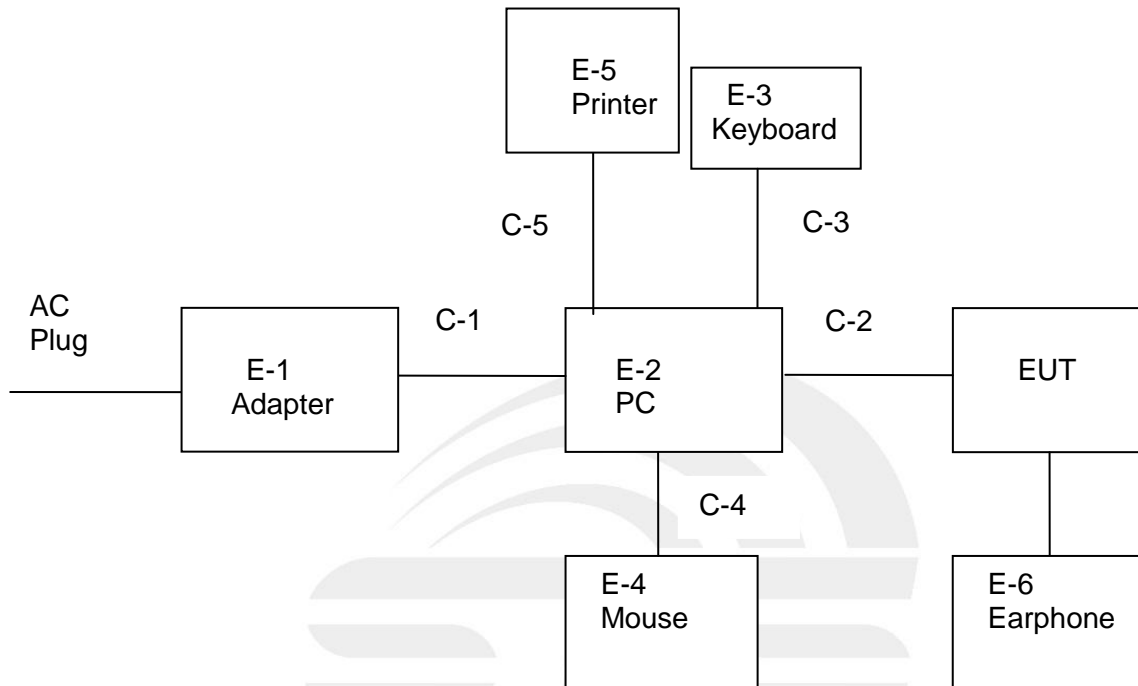 E-5
Printer
E-3
Keyboard
C-5
C-3
AC
Plug
C-1
C-2
E-1
Adapter
E-2
PC
EUT
C-4
E-4
Mouse
E-6
Earphone